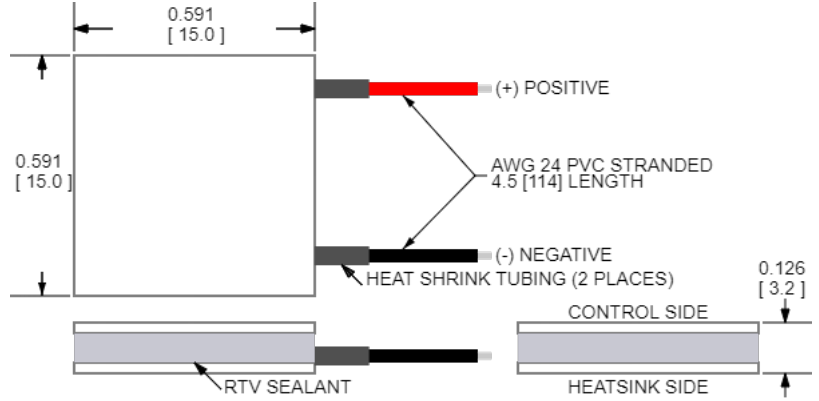 0.591
[ 15.0 ]
(+) POSITIVE
0.591
[ 15.0 ]
AWG 24 PVC STRANDED
4.5 [114] LENGTH
(-) NEGATIVE
HEAT SHRINK TUBING (2 PLACES)
0.126
[ 3.2 ]
CONTROL SIDE
RTV SEALANT
HEATSINK SIDE